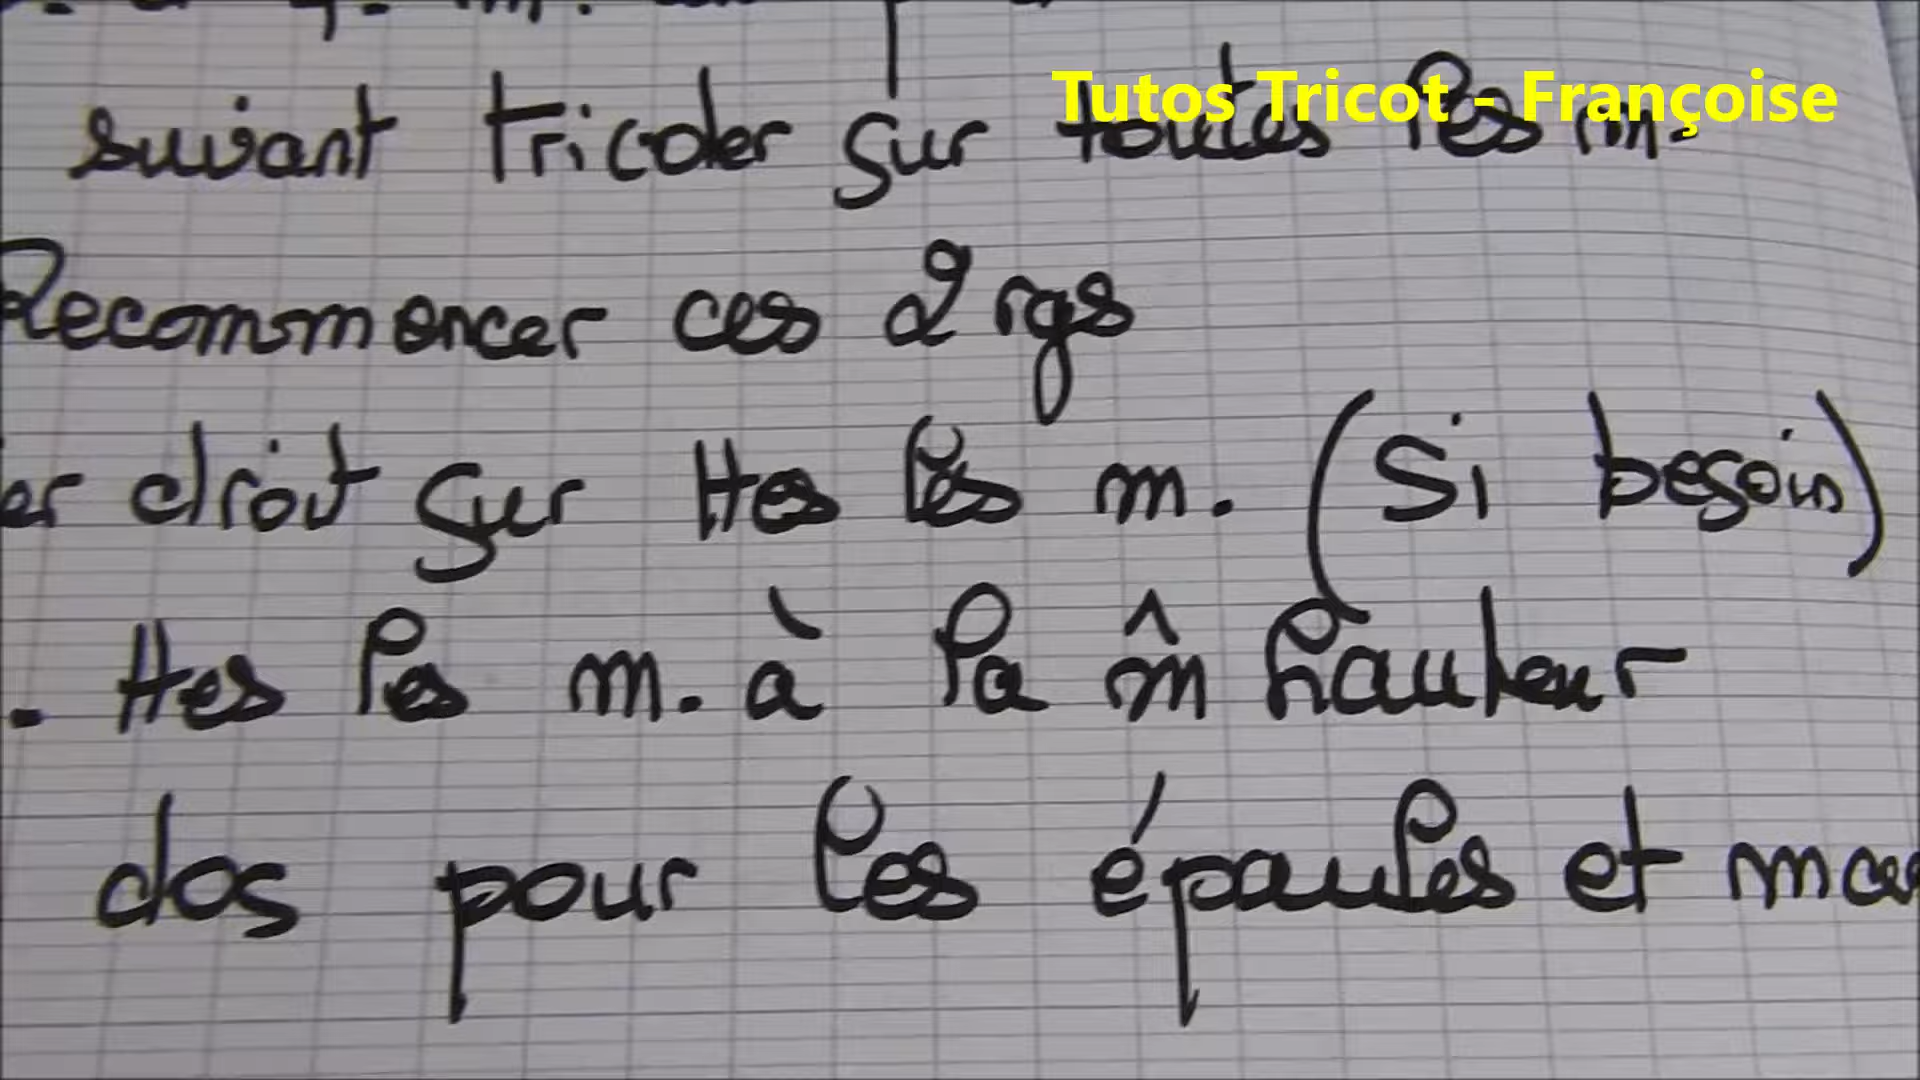 Tutos Tricot - Françoise
suivant tricoter sur toutes les m.
Recommencer ces 2 rgs
er droit sur ttes les m. (Si besoin)
. ttes les m. à la m̂ hauteur
dos pour les épaules et